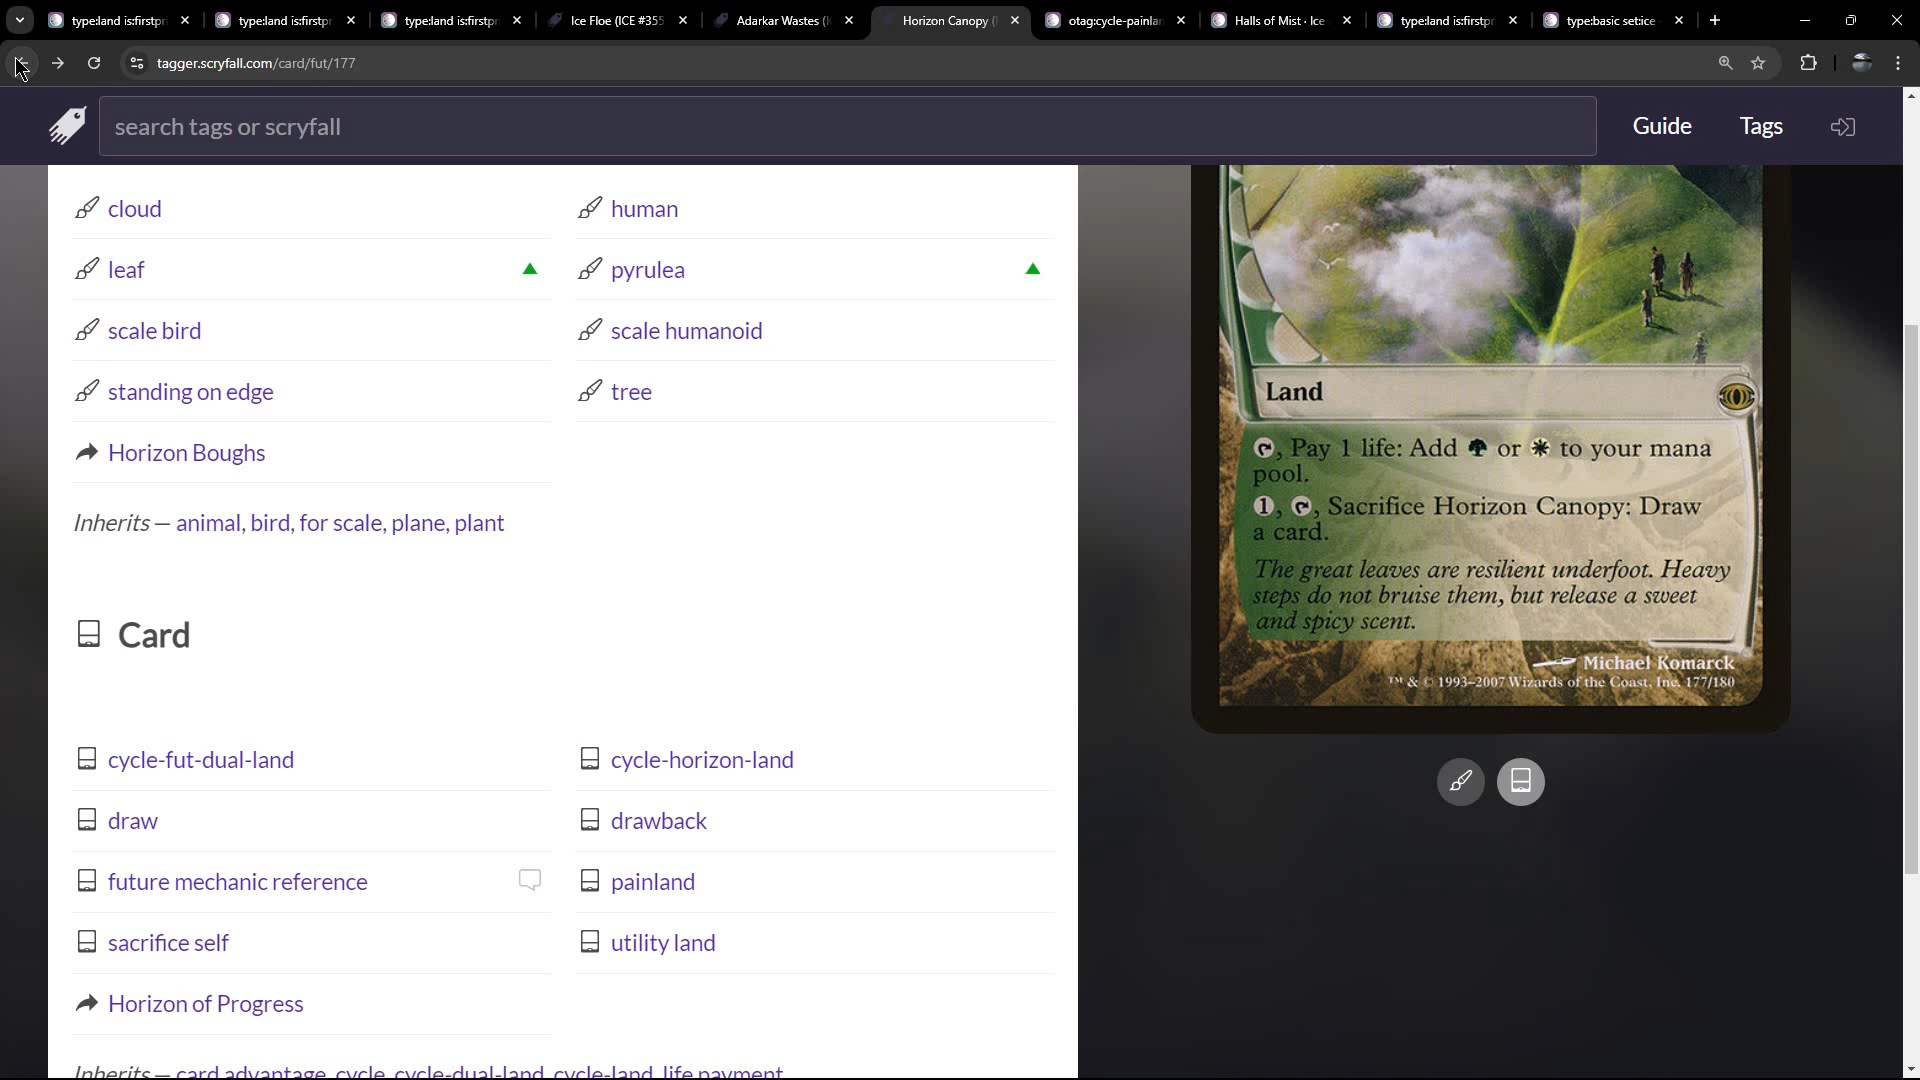 type:land is:firstpri
type:land is:firstpr
type:land is:firstpr
Ice Floe (ICE #355
Adarkar Wastes (
Horizon Canopy (
otag:cycle-painlan
Halls of Mist · Ice
type:land is:firstpr
type:basic set:ice
tagger.scryfall.com/card/fut/177
search tags or scryfall
Guide
Tags
cloud
human
leaf
pyrulea
scale bird
scale humanoid
standing on edge
tree
Horizon Boughs
Inherits — animal, bird, for scale, plane, plant
Card
cycle-fut-dual-land
cycle-horizon-land
draw
drawback
future mechanic reference
painland
sacrifice self
utility land
Horizon of Progress
Inherits — card advantage, cycle, cycle-dual-land, cycle-land, life payment
Land
, Pay 1 life: Add or to your mana
pool.
1, , Sacrifice Horizon Canopy: Draw
a card.
The great leaves are resilient underfoot. Heavy
steps do not bruise them, but release a sweet
and spicy scent.
Michael Komarck
™ & © 1993–2007 Wizards of the Coast, Inc. 177/180